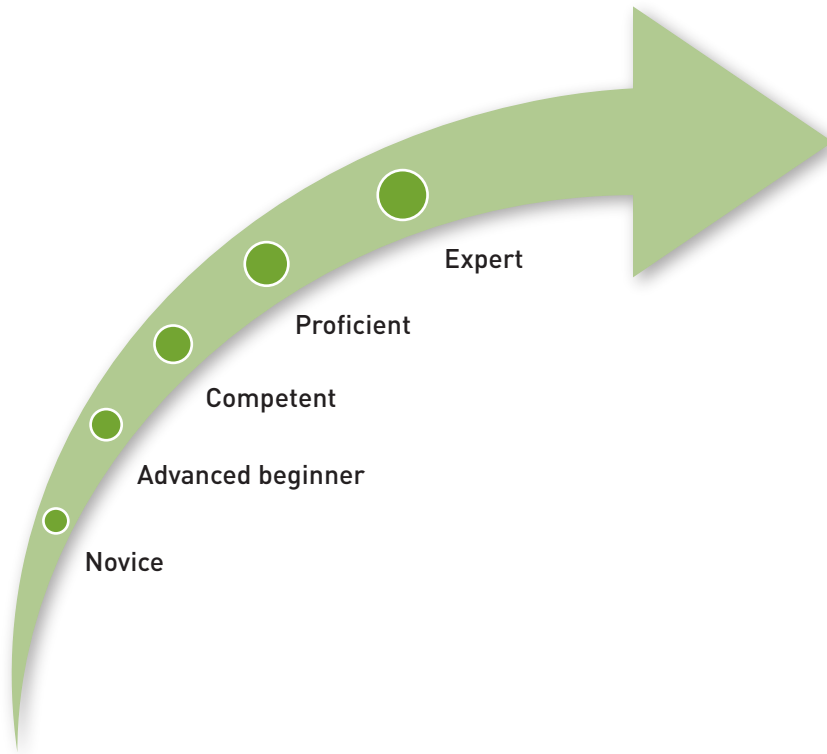 Expert
Proficient
Competent
Advanced beginner
Novice